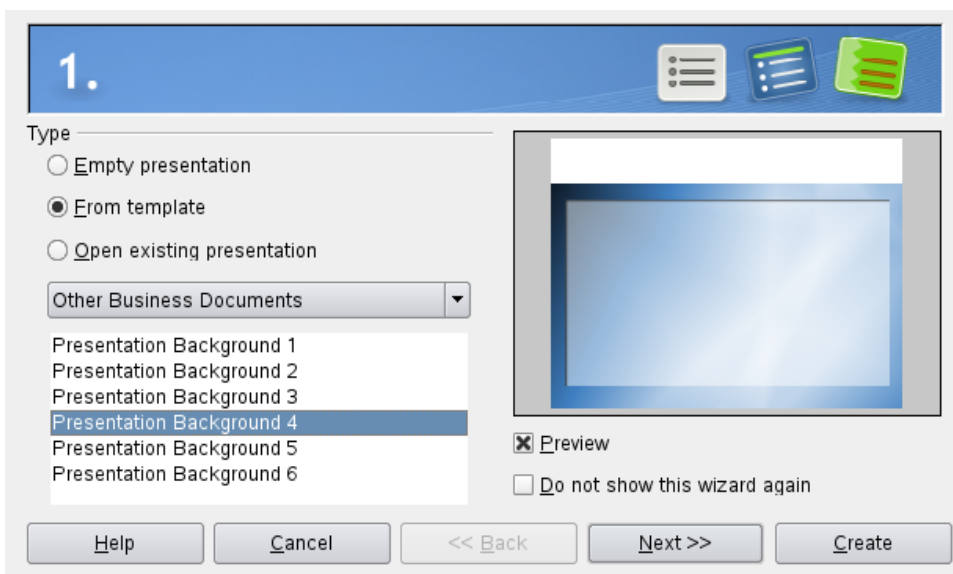 1.
Type
Empty presentation
From template
Open existing presentation
Other Business Documents
Presentation Background 1
Presentation Background 2
Presentation Background 3
Presentation Background 4
Presentation Background 5
Presentation Background 6
Preview
Do not show this wizard again
Help Cancel << Back Next >> Create